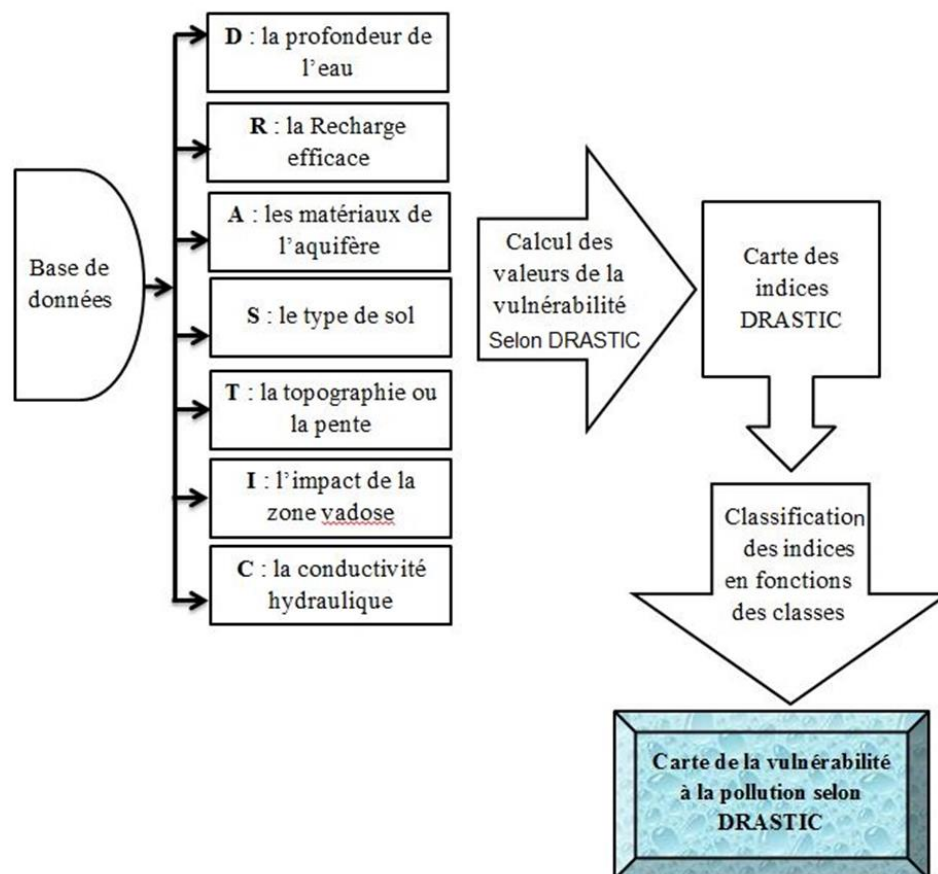 Base de
données
D : la profondeur de
l'eau
R : la Recharge
efficace
A : les matériaux de
l'aquifère
S : le type de sol
T : la topographie ou
la pente
I : l'impact de la
zone vadose
C : la conductivité
hydraulique
Calcul des
valeurs de la
vulnérabilité
Selon DRASTIC
Carte des
indices
DRASTIC
Classification
des indices
en fonctions
des classes
Carte de la vulnérabilité
à la pollution selon
DRASTIC